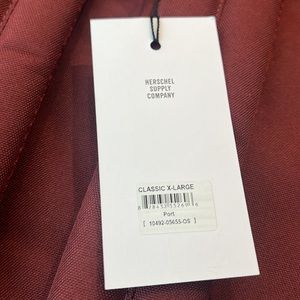 HERSCHEL
SUPPLY
COMPANY
CLASSIC X-LARGE
Port
[ 10492-05655-OS ]